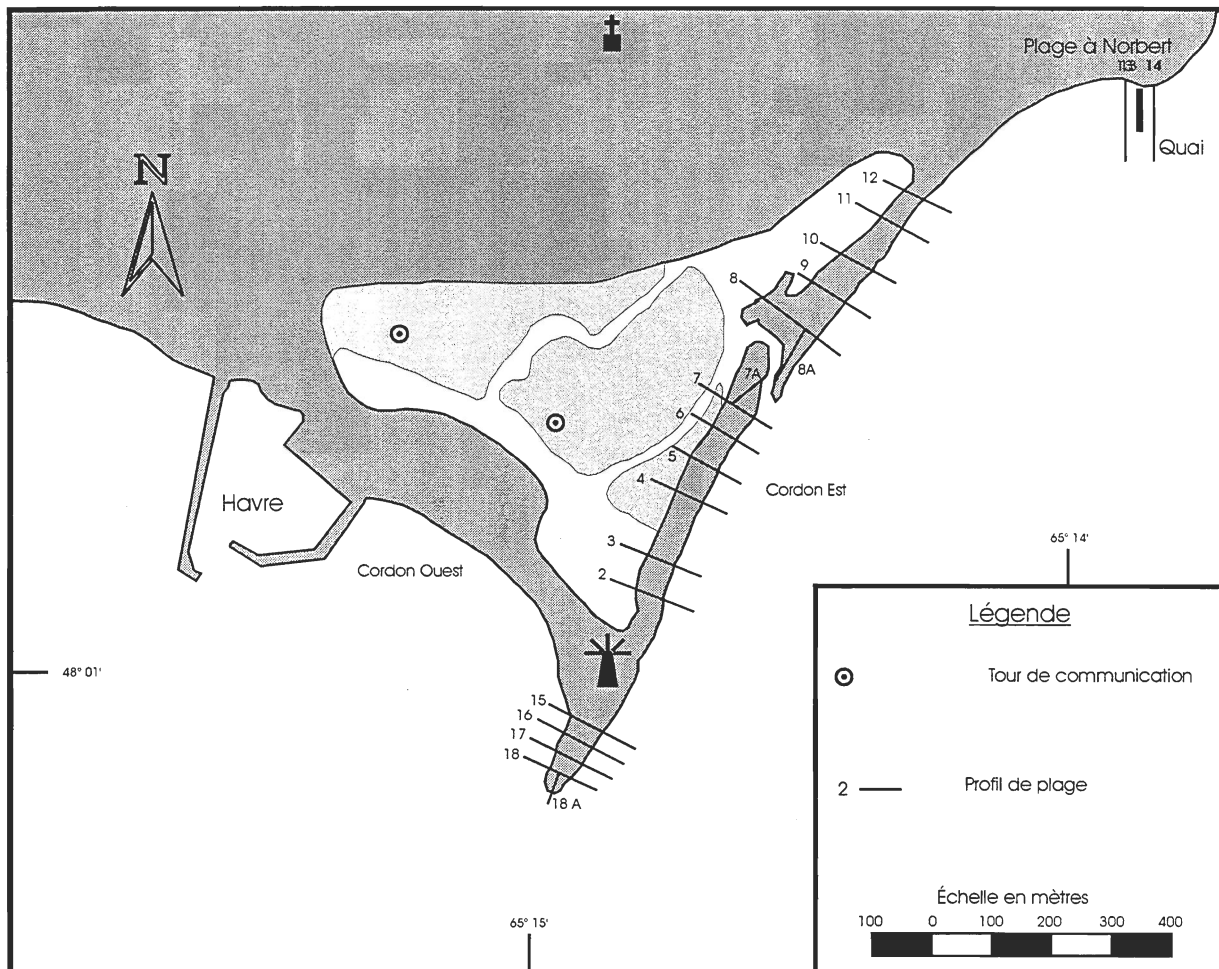 Plage à Norbert
14
Quai
N
12
11
10
9
8
8A
7A
7
6
5
4
3
2
Cordon Est
Havre
Cordon Ouest
65° 14'
48° 01'
15
16
17
18
18 A
65° 15'
Légende
Tour de communication
2 Profil de plage
Échelle en mètres
100 0 100 200 300 400